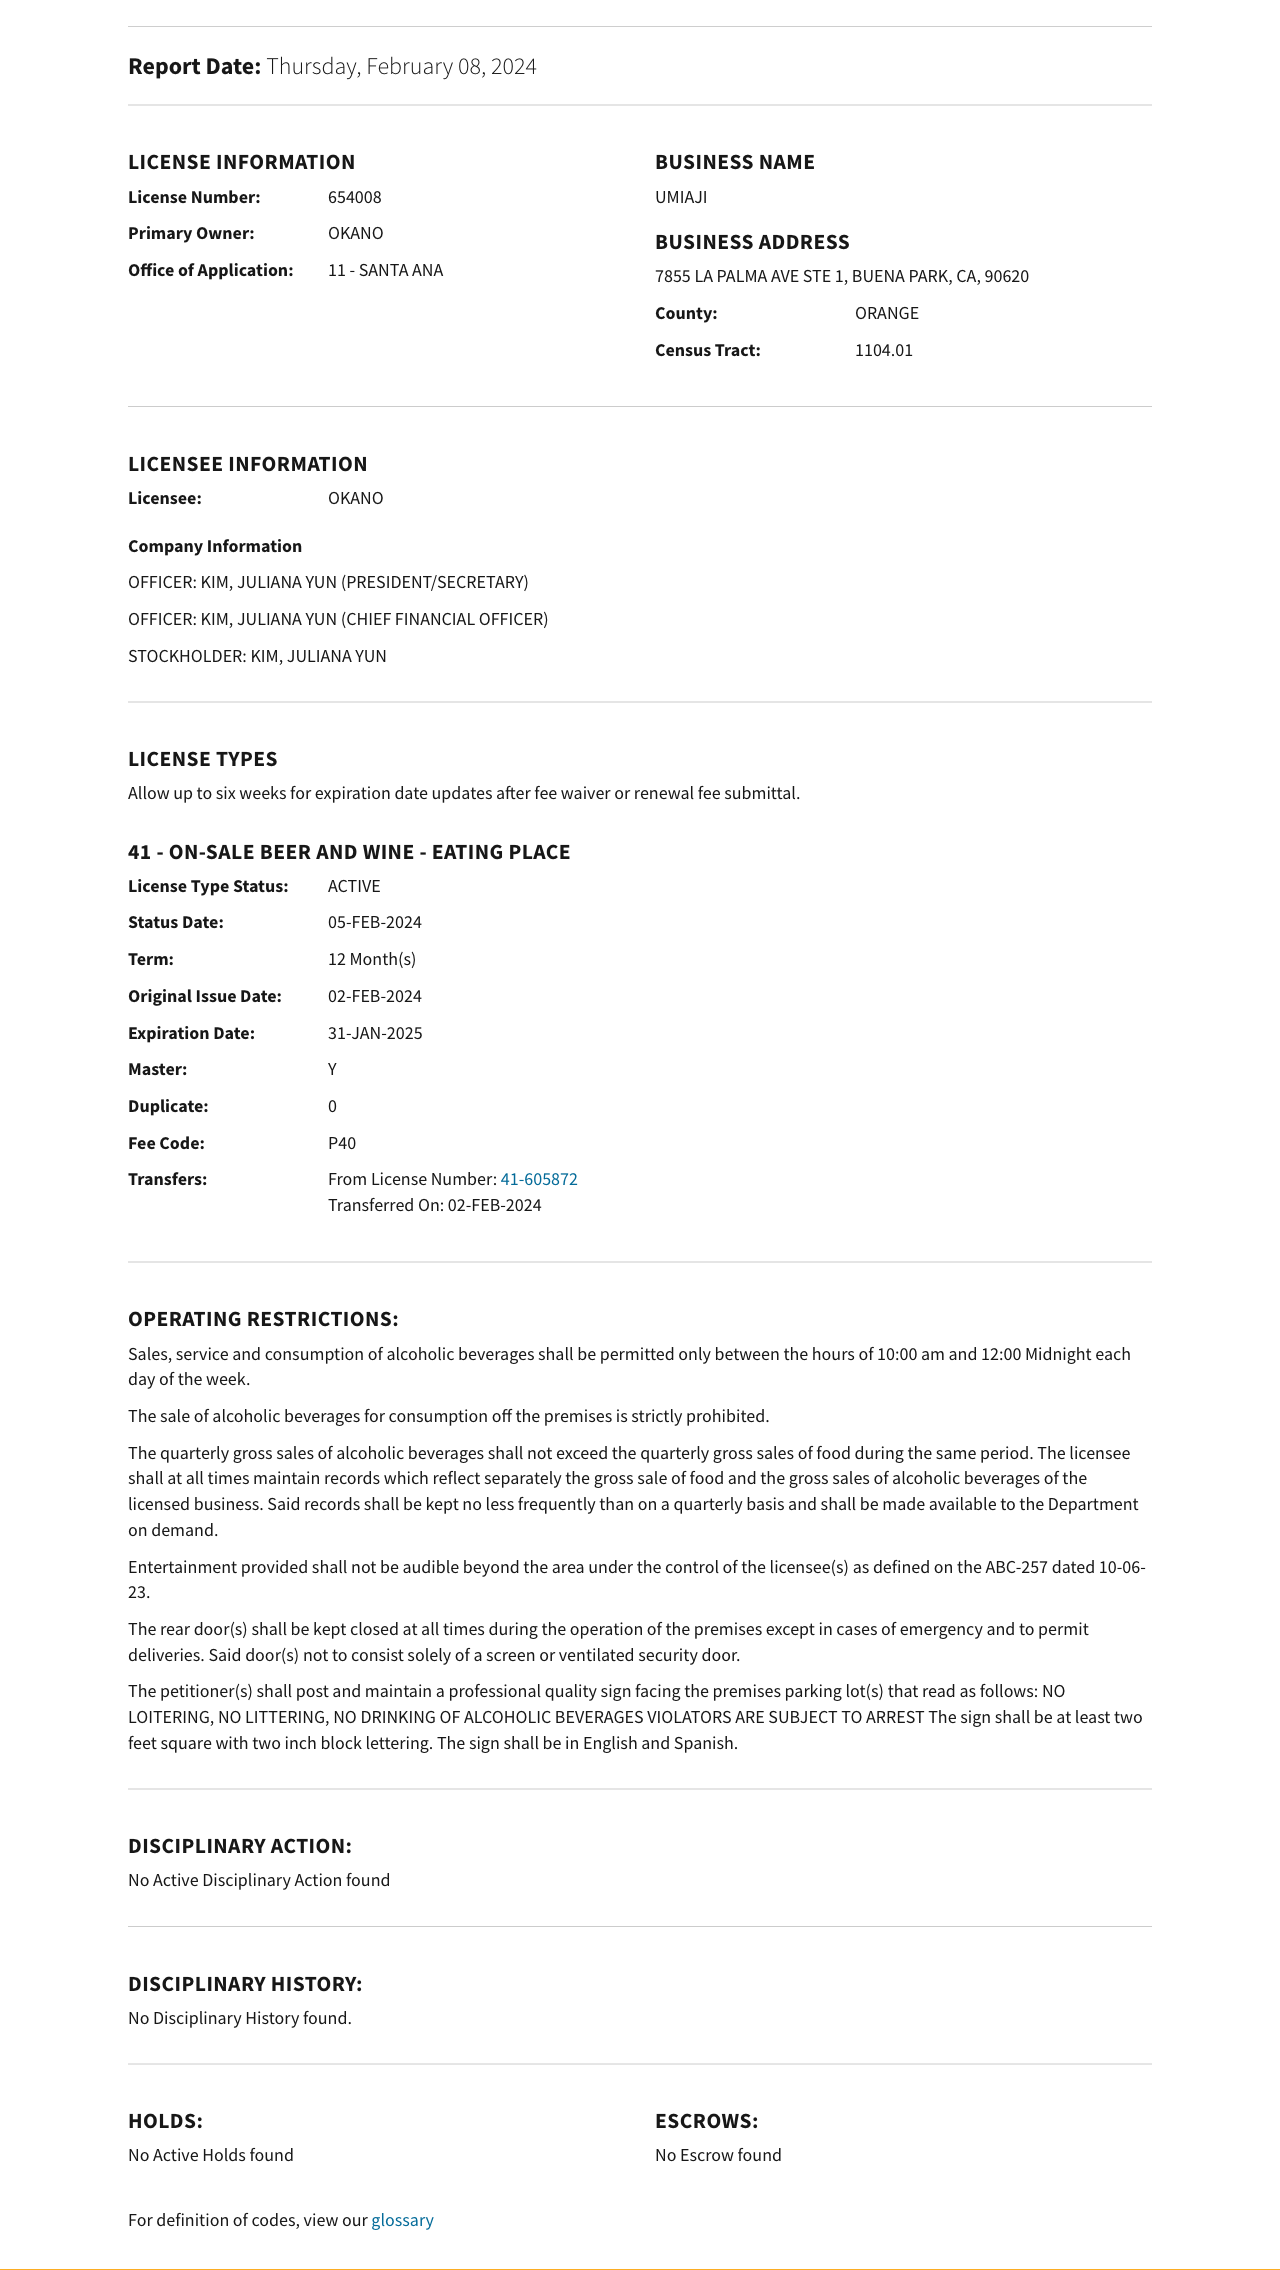 Report Date: Thursday, February 08, 2024
LICENSE INFORMATION
License Number: 654008
Primary Owner: OKANO
Office of Application: 11 - SANTA ANA
BUSINESS NAME
UMIAJI
BUSINESS ADDRESS
7855 LA PALMA AVE STE 1, BUENA PARK, CA, 90620
County: ORANGE
Census Tract: 1104.01
LICENSEE INFORMATION
Licensee: OKANO
Company Information
OFFICER: KIM, JULIANA YUN (PRESIDENT/SECRETARY)
OFFICER: KIM, JULIANA YUN (CHIEF FINANCIAL OFFICER)
STOCKHOLDER: KIM, JULIANA YUN
LICENSE TYPES
Allow up to six weeks for expiration date updates after fee waiver or renewal fee submittal.
41 - ON-SALE BEER AND WINE - EATING PLACE
License Type Status: ACTIVE
Status Date: 05-FEB-2024
Term: 12 Month(s)
Original Issue Date: 02-FEB-2024
Expiration Date: 31-JAN-2025
Master: Y
Duplicate: 0
Fee Code: P40
Transfers: From License Number: 41-605872
Transferred On: 02-FEB-2024
OPERATING RESTRICTIONS:
Sales, service and consumption of alcoholic beverages shall be permitted only between the hours of 10:00 am and 12:00 Midnight each
day of the week.
The sale of alcoholic beverages for consumption off the premises is strictly prohibited.
The quarterly gross sales of alcoholic beverages shall not exceed the quarterly gross sales of food during the same period. The licensee
shall at all times maintain records which reflect separately the gross sale of food and the gross sales of alcoholic beverages of the
licensed business. Said records shall be kept no less frequently than on a quarterly basis and shall be made available to the Department
on demand.
Entertainment provided shall not be audible beyond the area under the control of the licensee(s) as defined on the ABC-257 dated 10-06-
23.
The rear door(s) shall be kept closed at all times during the operation of the premises except in cases of emergency and to permit
deliveries. Said door(s) not to consist solely of a screen or ventilated security door.
The petitioner(s) shall post and maintain a professional quality sign facing the premises parking lot(s) that read as follows: NO
LOITERING, NO LITTERING, NO DRINKING OF ALCOHOLIC BEVERAGES VIOLATORS ARE SUBJECT TO ARREST The sign shall be at least two
feet square with two inch block lettering. The sign shall be in English and Spanish.
DISCIPLINARY ACTION:
No Active Disciplinary Action found
DISCIPLINARY HISTORY:
No Disciplinary History found.
HOLDS:
No Active Holds found
ESCROWS:
No Escrow found
For definition of codes, view our glossary